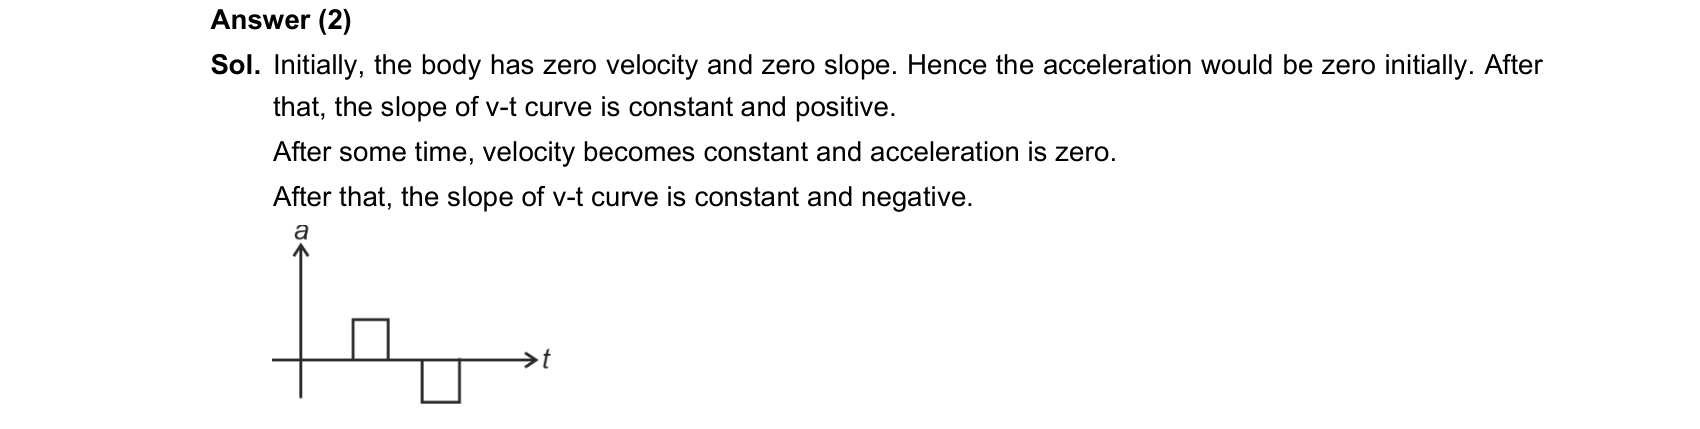 Answer (2)
Sol. Initially, the body has zero velocity and zero slope. Hence the acceleration would be zero initially. After
that, the slope of v-t curve is constant and positive.
After some time, velocity becomes constant and acceleration is zero.
After that, the slope of v-t curve is constant and negative.
a
t